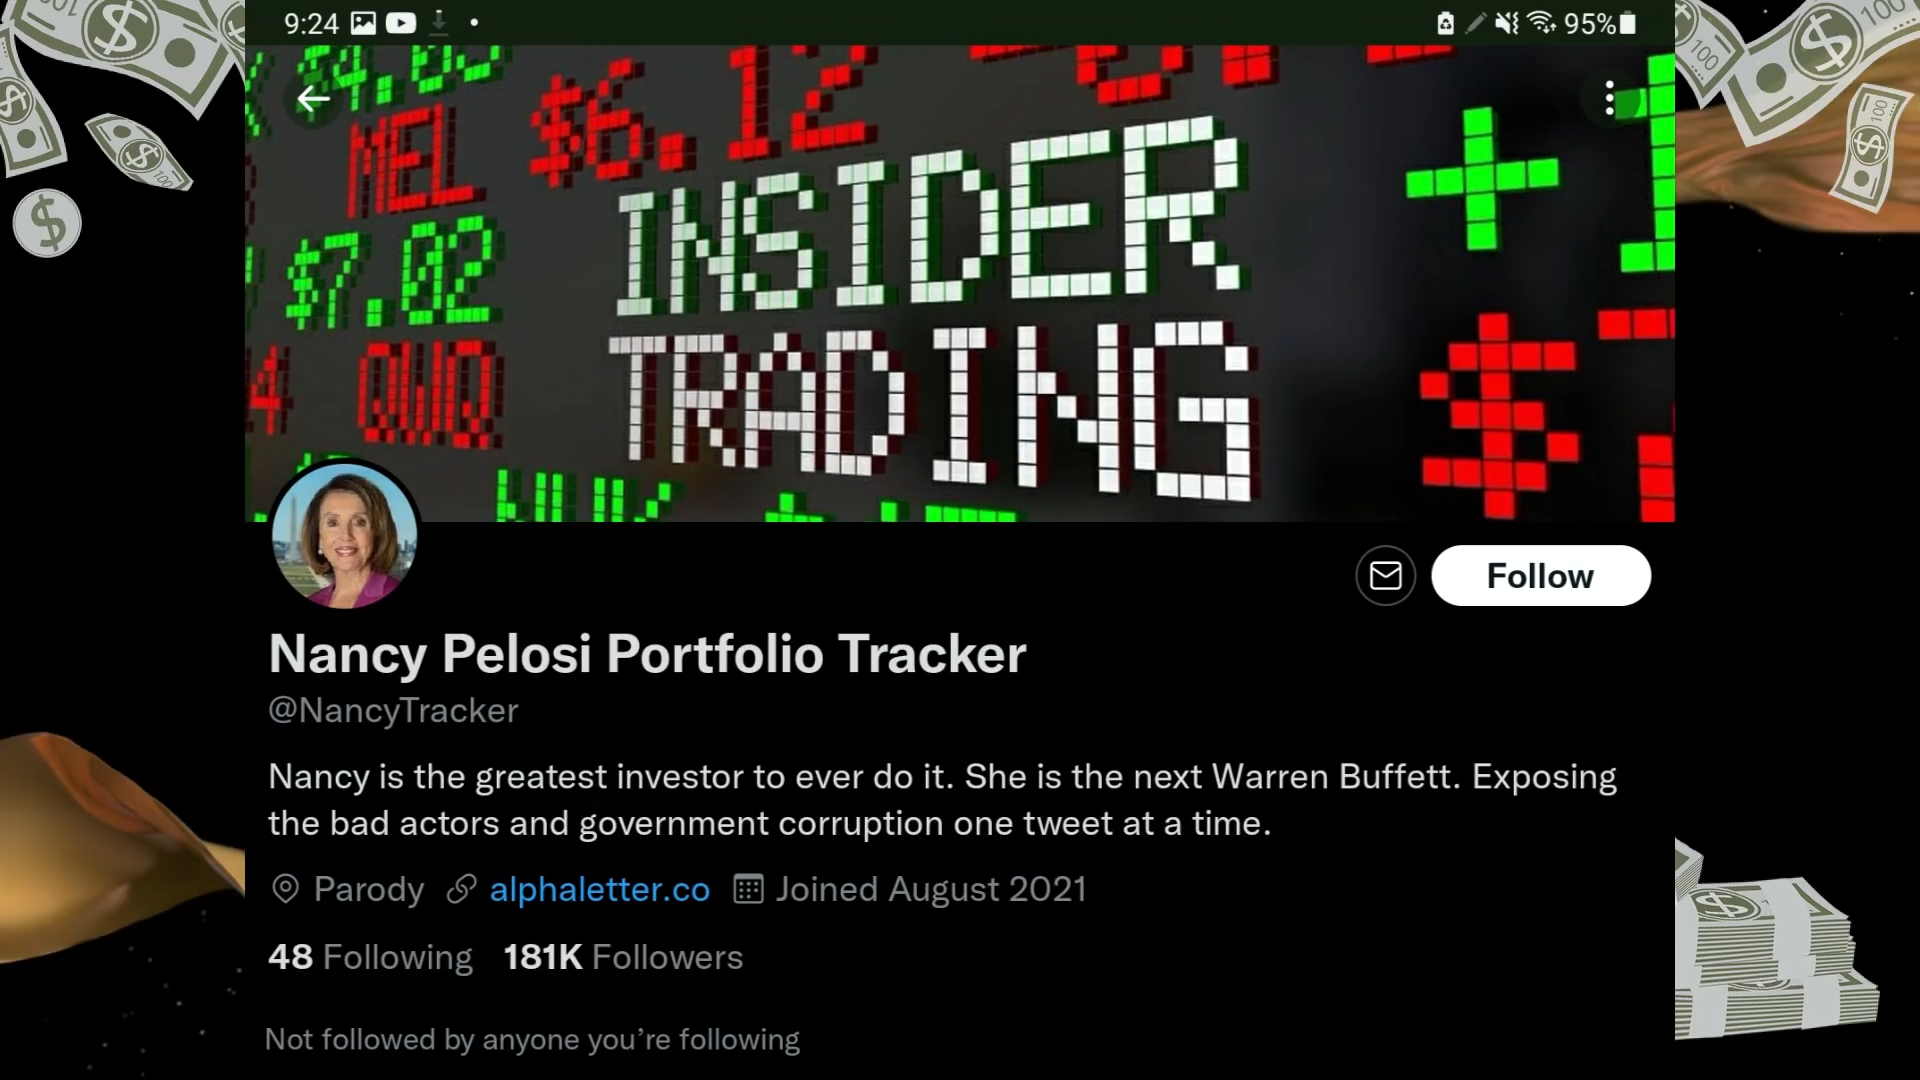 9:24
95%
$4.05
MEL $6.12
INSIDER
$7.02
TRADING
QWQ
Follow
Nancy Pelosi Portfolio Tracker
@NancyTracker
Nancy is the greatest investor to ever do it. She is the next Warren Buffett. Exposing
the bad actors and government corruption one tweet at a time.
Parody alphaletter.co Joined August 2021
48 Following 181K Followers
Not followed by anyone you’re following